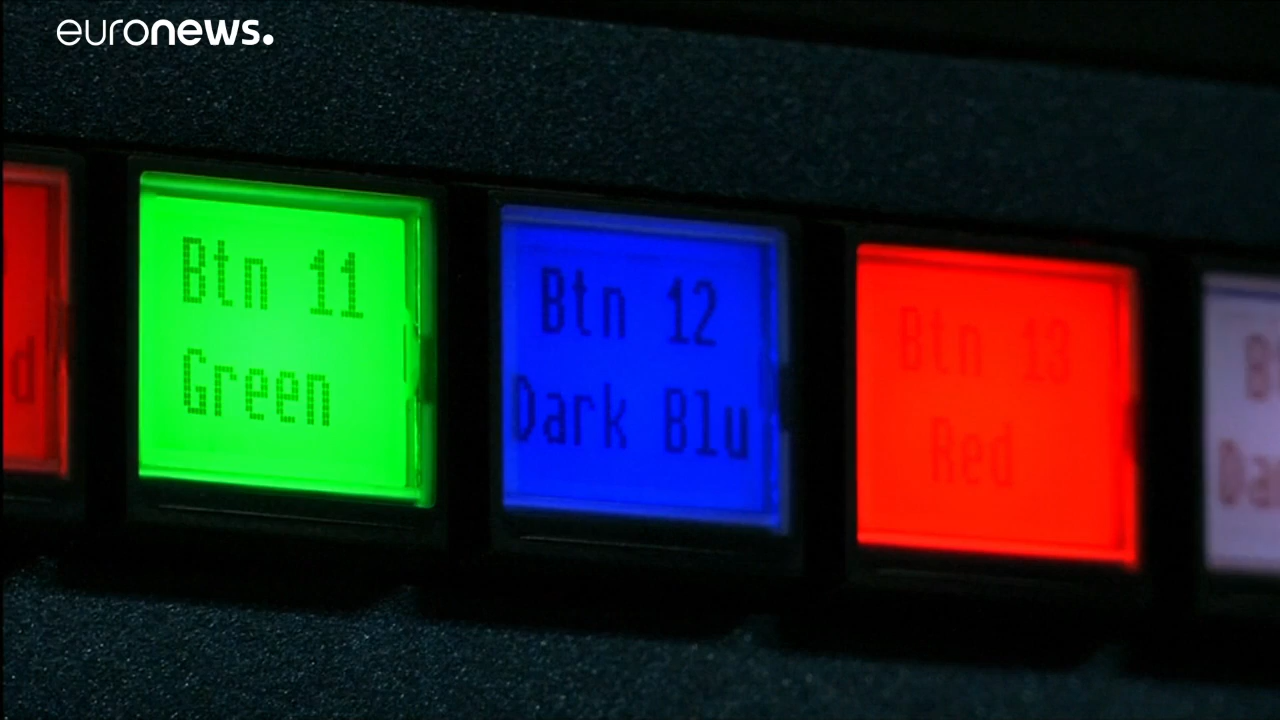 euronews.
Btn 11
Green
Btn 12
Dark Blu
Btn 13
Red